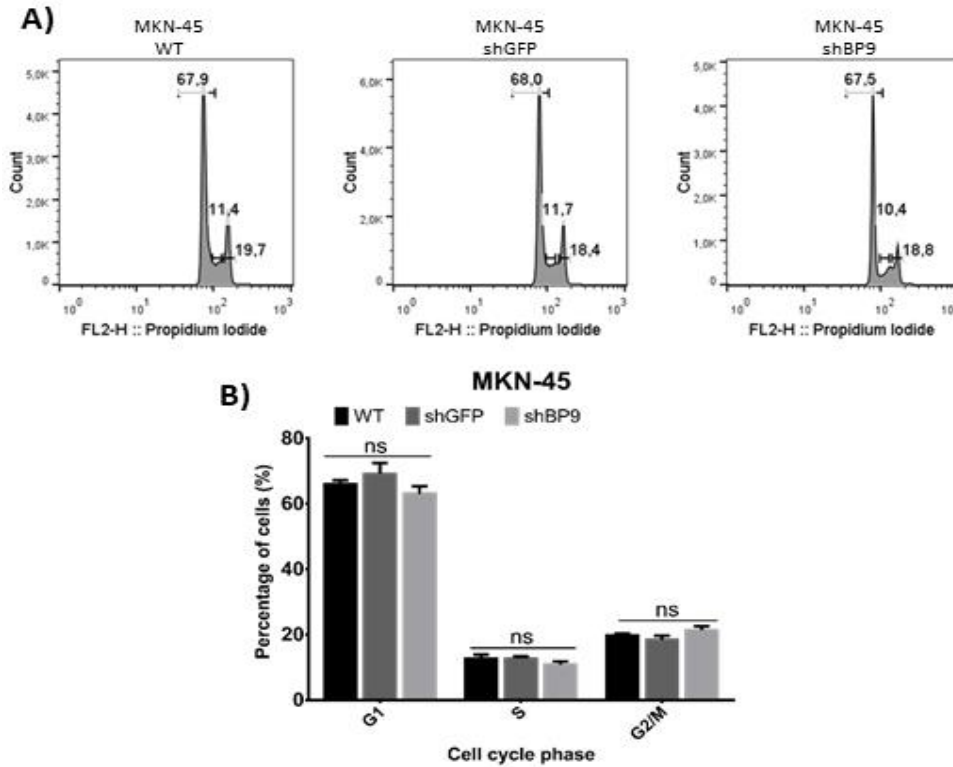 A)
MKN-45
WT
5,0K
4,0K
3,0K
2,0K
1,0K
0
Count
67,9
11,4
19,7
10^0 10^1 10^2 10^3
FL2-H :: Propidium Iodide
MKN-45
shGFP
6,0K
4,0K
2,0K
0
Count
68,0
11,7
18,4
10^0 10^1 10^2 10^3
FL2-H :: Propidium Iodide
MKN-45
shBP9
5,0K
4,0K
3,0K
2,0K
1,0K
0
Count
67,5
10,4
18,8
10^0 10^1 10^2
FL2-H :: Propidium Iodide
B)
MKN-45
WT shGFP shBP9
80
60
40
20
0
Percentage of cells (%)
ns
ns
ns
G1
S
G2/M
Cell cycle phase